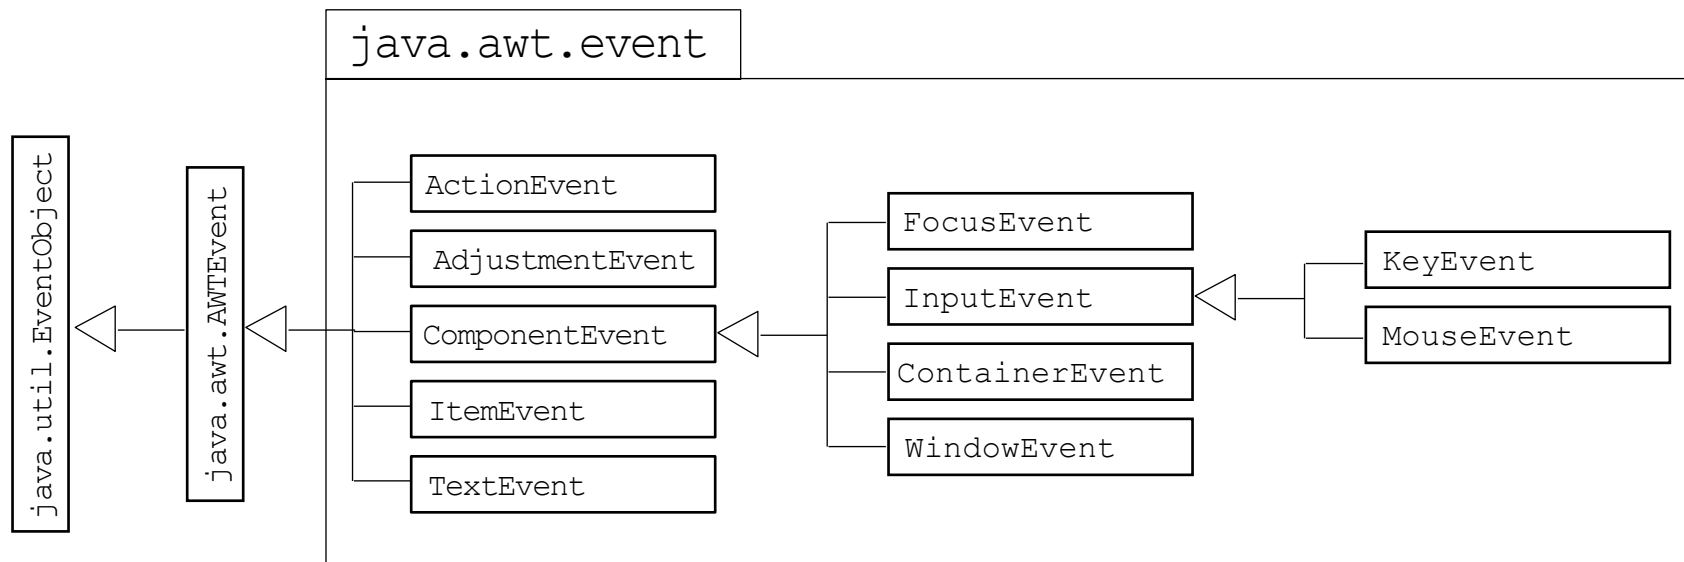 java.awt.event
java.util.EventObject
java.awt.AWTEvent
ActionEvent
AdjustmentEvent
ComponentEvent
ItemEvent
TextEvent
FocusEvent
InputEvent
ContainerEvent
WindowEvent
KeyEvent
MouseEvent